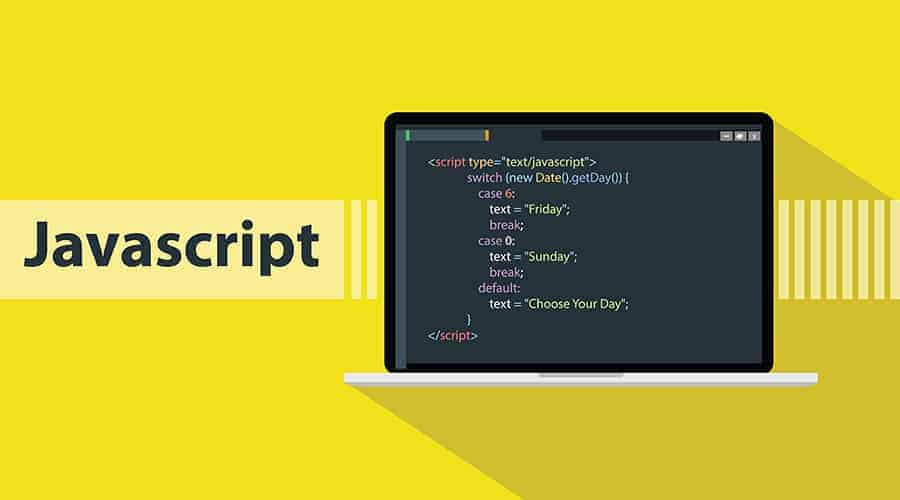 Javascript
<script type="text/javascript">
switch (new Date().getDay()) {
case 6:
text = "Friday";
break;
case 0:
text = "Sunday";
break;
default:
text = "Choose Your Day";
}
</script>